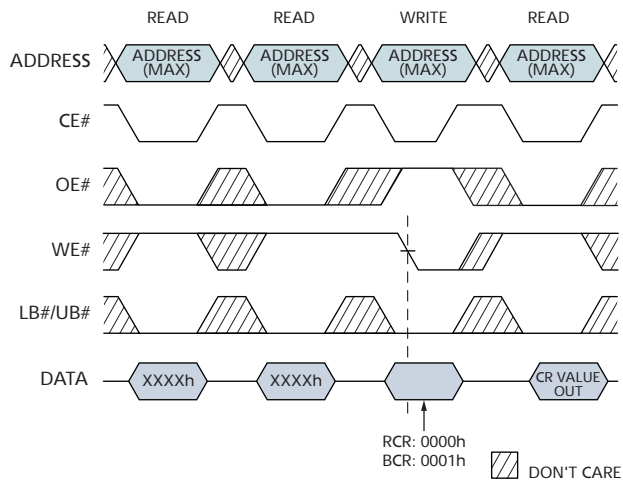 READ READ WRITE READ
ADDRESS ADDRESS (MAX) ADDRESS (MAX) ADDRESS (MAX) ADDRESS (MAX)
CE#
OE#
WE#
LB#/UB#
DATA XXXXh XXXXh CR VALUE OUT
RCR: 0000h
BCR: 0001h
DON'T CARE